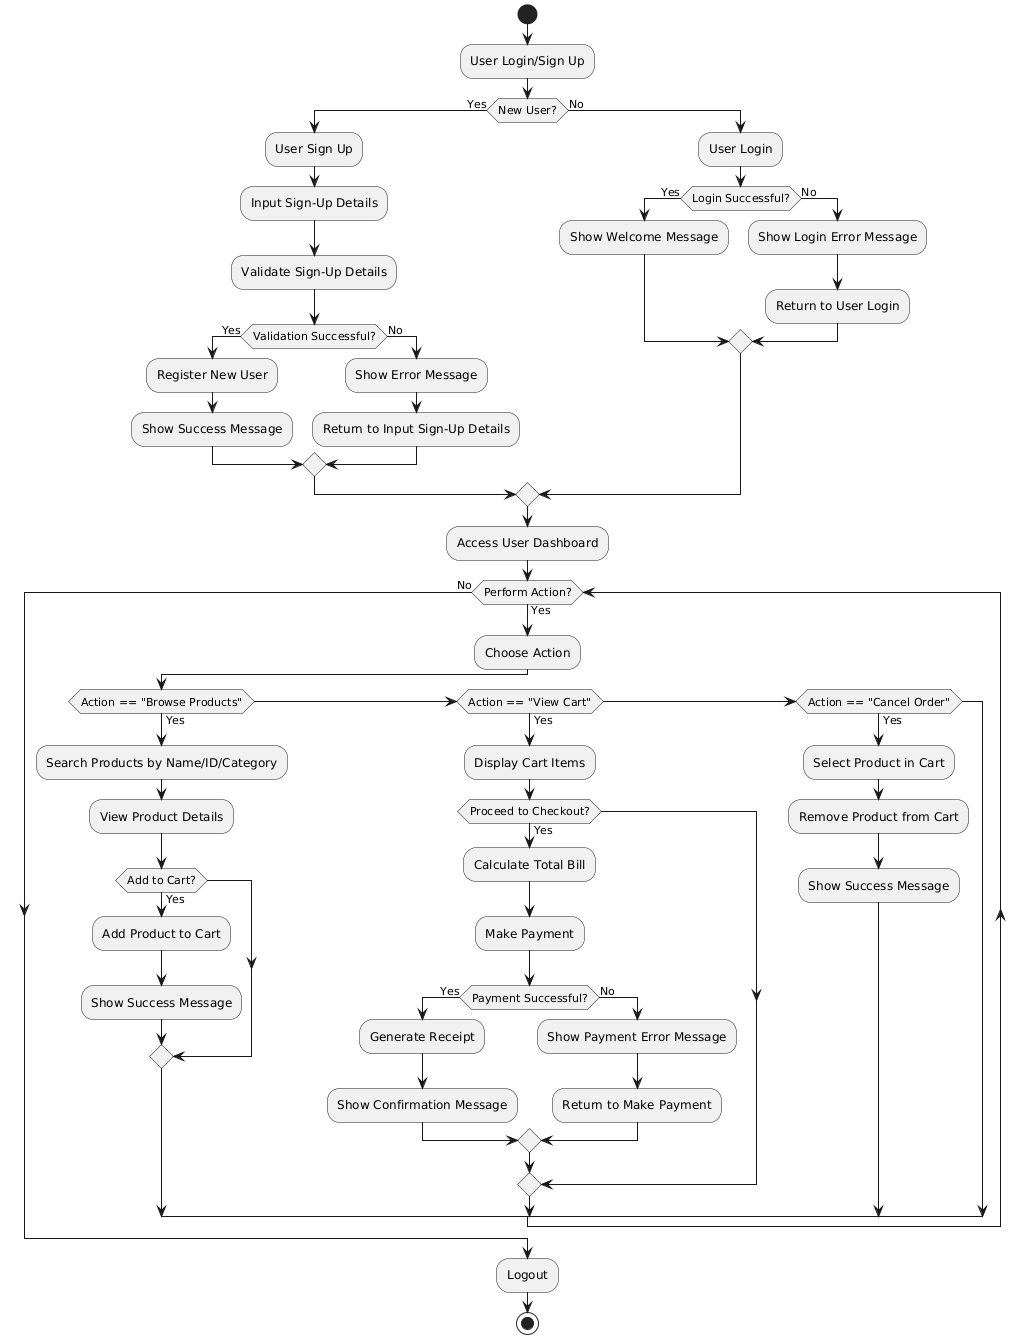 User Login/Sign Up
Yes
New User?
No
User Sign Up
User Login
Input Sign-Up Details
Yes
Login Successful?
No
Show Welcome Message
Show Login Error Message
Validate Sign-Up Details
Return to User Login
Yes
Validation Successful?
No
Register New User
Show Error Message
Show Success Message
Return to Input Sign-Up Details
Access User Dashboard
No
Perform Action?
Yes
Choose Action
Action == "Browse Products"
Action == "View Cart"
Action == "Cancel Order"
Yes
Yes
Yes
Search Products by Name/ID/Category
Display Cart Items
Select Product in Cart
View Product Details
Proceed to Checkout?
Remove Product from Cart
Yes
Calculate Total Bill
Add to Cart?
Show Success Message
Yes
Add Product to Cart
Make Payment
Yes
Payment Successful?
No
Show Success Message
Generate Receipt
Show Payment Error Message
Show Confirmation Message
Return to Make Payment
Logout